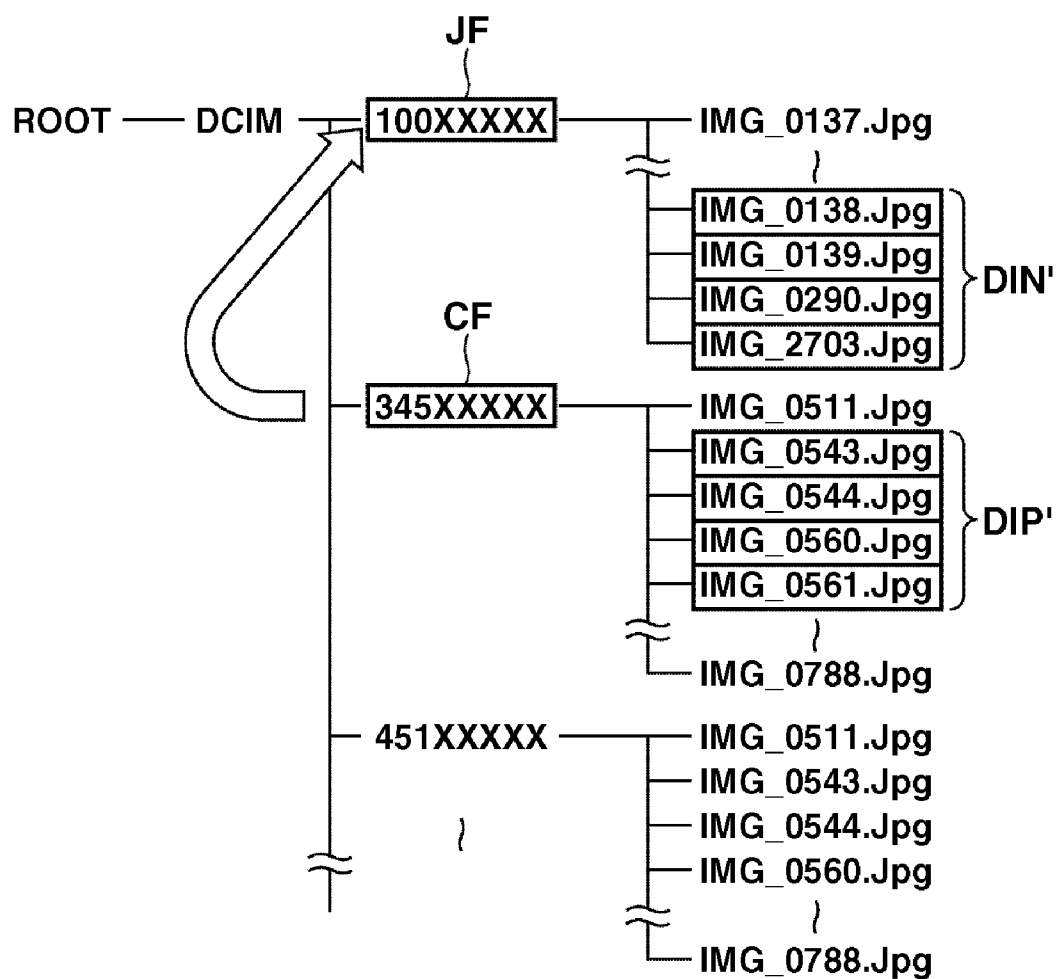 JF
ROOT DCIM 100XXXXX IMG_0137.Jpg
IMG_0138.Jpg
IMG_0139.Jpg
DIN'
IMG_0290.Jpg
IMG_2703.Jpg
CF
345XXXXX IMG_0511.Jpg
IMG_0543.Jpg
IMG_0544.Jpg
DIP'
IMG_0560.Jpg
IMG_0561.Jpg
IMG_0788.Jpg
451XXXXX IMG_0511.Jpg
IMG_0543.Jpg
IMG_0544.Jpg
IMG_0560.Jpg
IMG_0788.Jpg